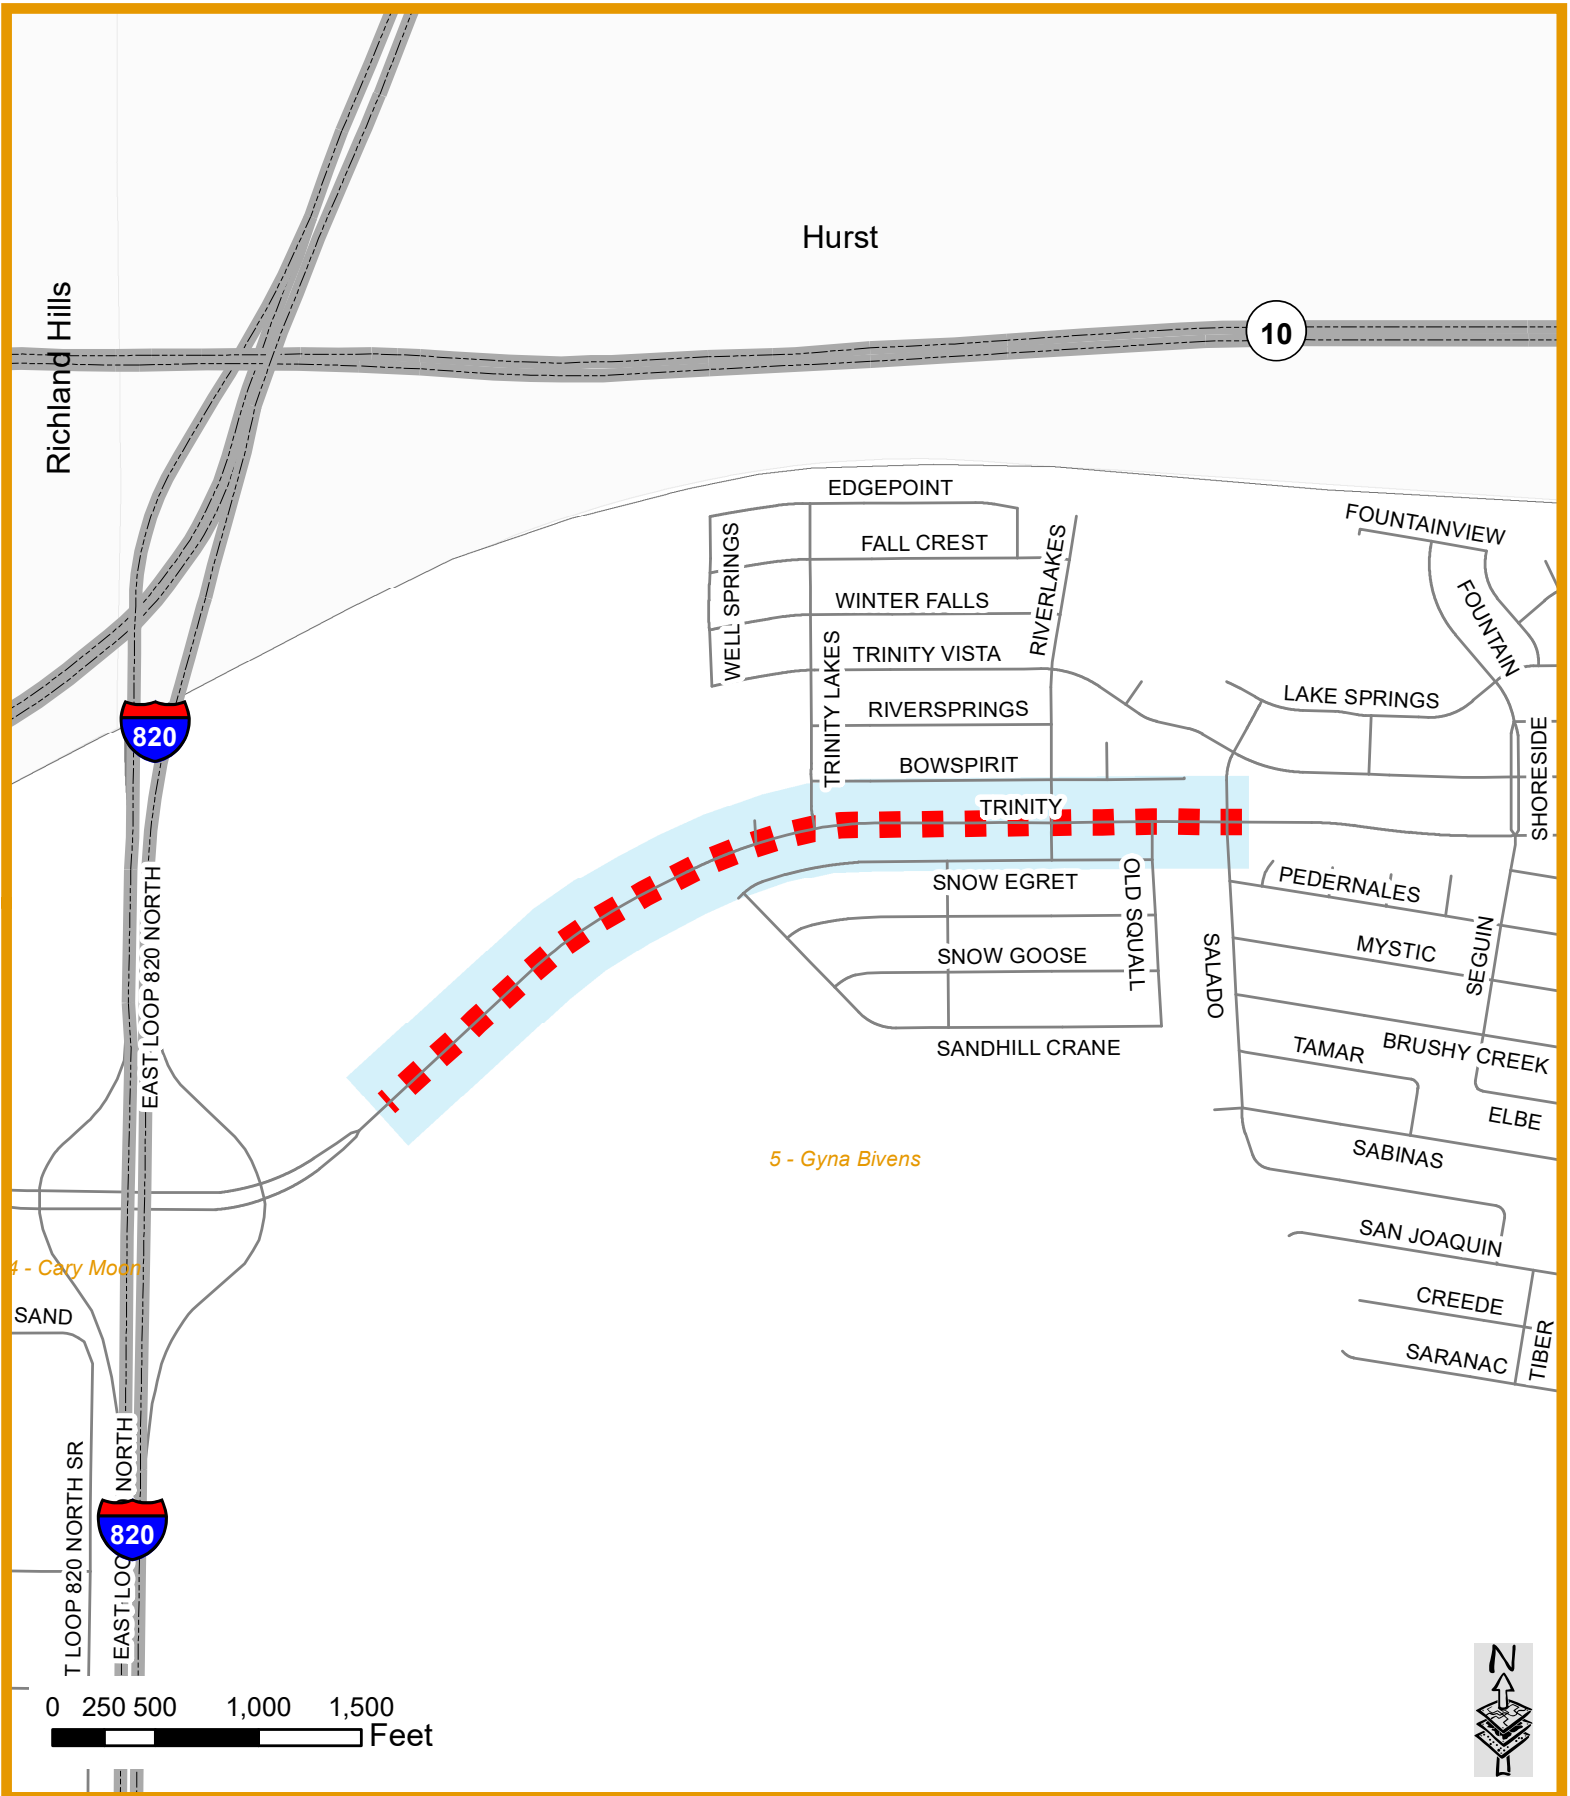 Hurst
Richland Hills
10
EDGEPOINT
FOUNTAINVIEW
FALL CREST
WELL SPRINGS
RIVERLAKES
WINTER FALLS
FOUNTAIN
TRINITY VISTA
TRINITY LAKES
LAKE SPRINGS
RIVERSPRINGS
820
SHORESIDE
BOWSPIRIT
TRINITY
SNOW EGRET
OLD SQUALL
PEDERNALES
EAST LOOP 820 NORTH
MYSTIC
SEGUIN
SNOW GOOSE
SALADO
SANDHILL CRANE
TAMAR
BRUSHY CREEK
ELBE
5 - Gyna Bivens
SABINAS
SAN JOAQUIN
4 - Cary Moon
SAND
CREEDE
TIBER
SARANAC
NORTH
T LOOP 820 NORTH SR
820
EAST LOO
N
0 250 500 1,000 1,500
Feet